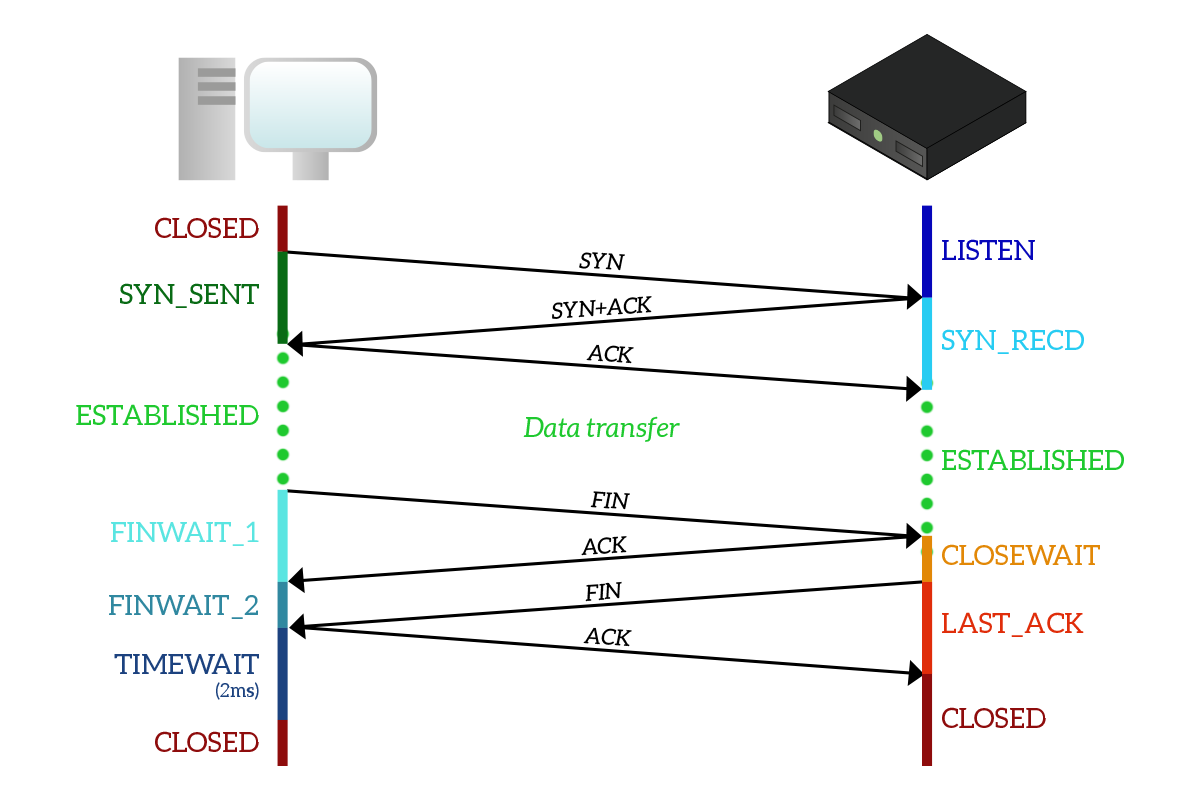 CLOSED
LISTEN
SYN
SYN_SENT
SYN+ACK
SYN_RECD
ACK
ESTABLISHED
Data transfer
ESTABLISHED
FIN
FINWAIT_1
ACK
CLOSEWAIT
FIN
FINWAIT_2
LAST_ACK
ACK
TIMEWAIT
(2ms)
CLOSED
CLOSED